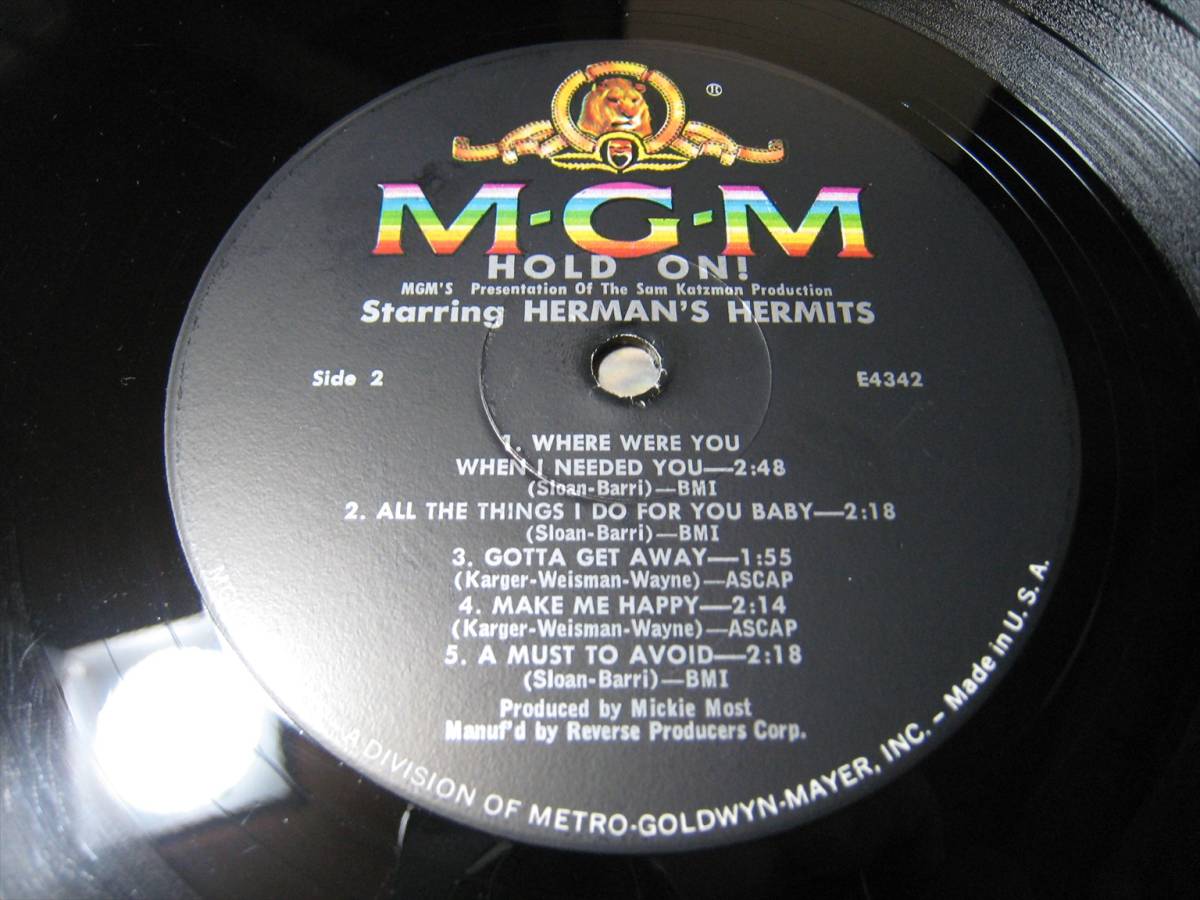 ®
M-G-M
HOLD ON!
MGM'S Presentation Of The Sam Katzman Production
Starring HERMAN'S HERMITS
Side 2
E4342
1. WHERE WERE YOU
WHEN I NEEDED YOU—2:48
(Sloan-Barri)—BMI
2. ALL THE THINGS I DO FOR YOU BABY—2:18
(Sloan-Barri)—BMI
3. GOTTA GET AWAY—1:55
(Karger-Weisman-Wayne)—ASCAP
4. MAKE ME HAPPY—2:14
(Karger-Weisman-Wayne)—ASCAP
5. A MUST TO AVOID—2:18
(Sloan-Barri)—BMI
Produced by Mickie Most
Manuf'd by Reverse Producers Corp.
A DIVISION OF METRO-GOLDWYN-MAYER, INC. – Made in U. S. A.